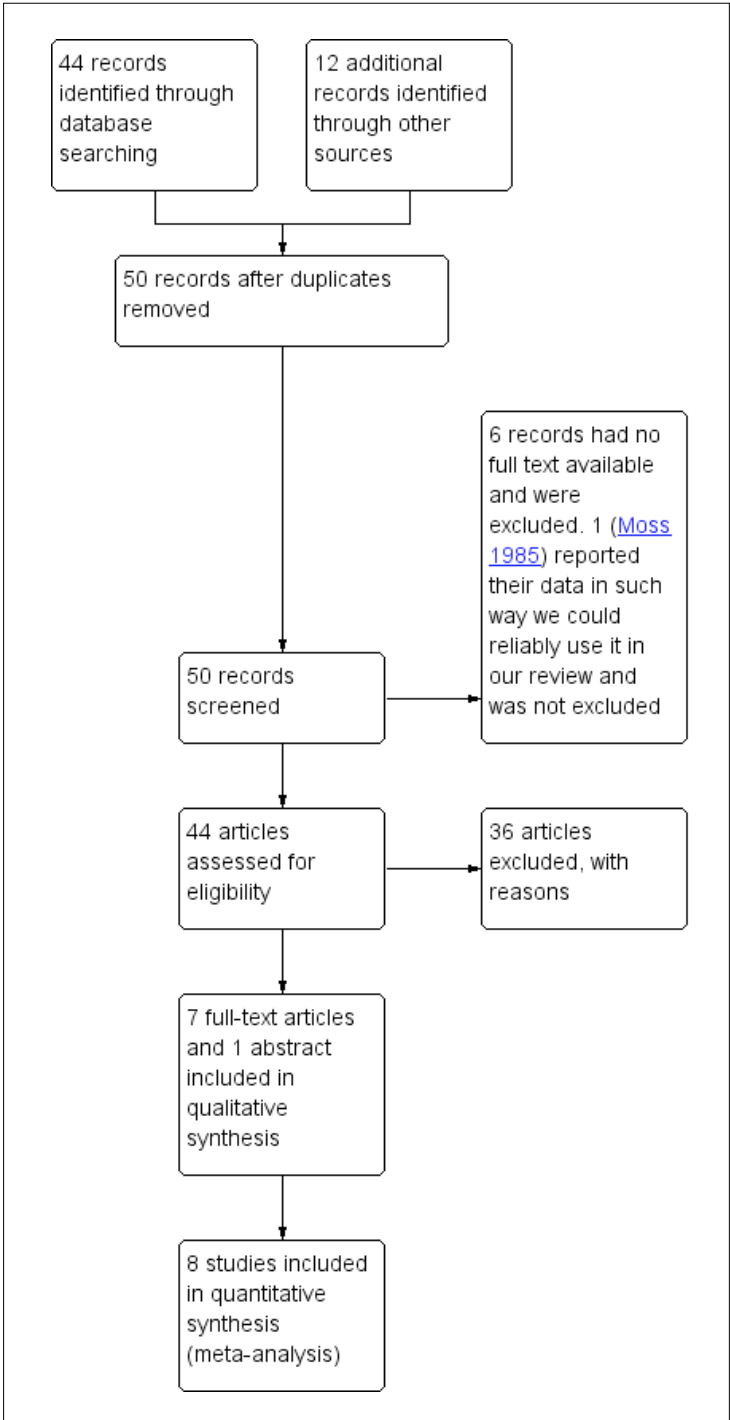 44 records
identified through
database
searching
12 additional
records identified
through other
sources
50 records after duplicates
removed
6 records had no
full text available
and were
excluded. 1 (Moss
1985) reported
their data in such
way we could
reliably use it in
our review and
was not excluded
50 records
screened
44 articles
assessed for
eligibility
36 articles
excluded, with
reasons
7 full-text articles
and 1 abstract
included in
qualitative
synthesis
8 studies included
in quantitative
synthesis
(meta-analysis)